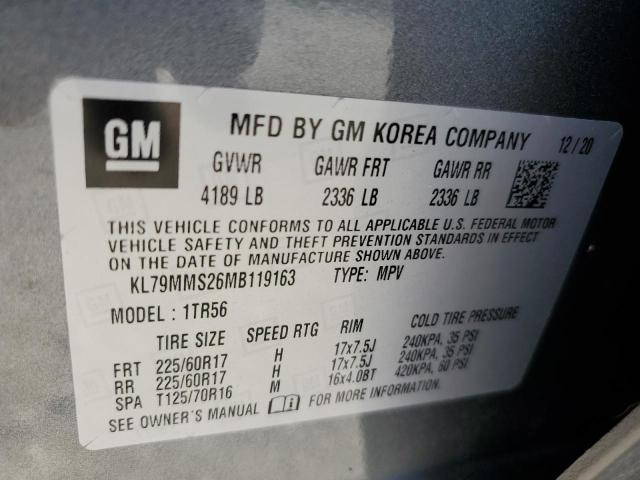 GM
MFD BY GM KOREA COMPANY 12/20
GVWR GAWR FRT GAWR RR
4189 LB 2336 LB 2336 LB
THIS VEHICLE CONFORMS TO ALL APPLICABLE U.S. FEDERAL MOTOR
VEHICLE SAFETY AND THEFT PREVENTION STANDARDS IN EFFECT
ON THE DATE OF MANUFACTURE SHOWN ABOVE.
KL79MMS26MB119163 TYPE: MPV
MODEL: 1TR56
TIRE SIZE SPEED RTG RIM COLD TIRE PRESSURE
FRT 225/60R17 H 17x7.5J 240KPA, 35 PSI
RR 225/60R17 H 17x7.5J 240KPA, 35 PSI
SPA T125/70R16 M 16x4.0BT 420KPA, 60 PSI
SEE OWNER'S MANUAL FOR MORE INFORMATION.